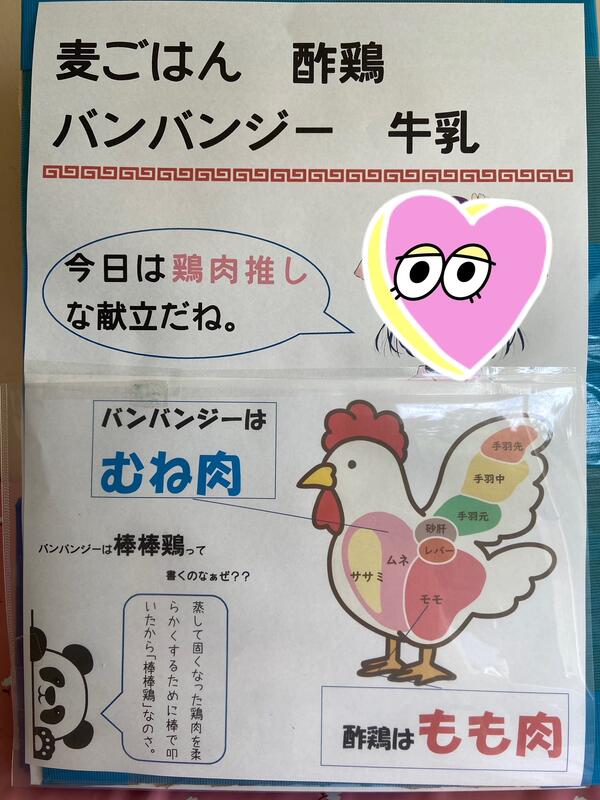 麦ごはん　酢鶏
バンバンジー　牛乳
今日は鶏肉推し
な献立だね。
バンバンジーは
むね肉
バンバンジーは棒棒鶏って
書くのなぁぜ？？
蒸して固くなった鶏肉を柔
らかくするために棒で叩
いたから「棒棒鶏」なのさ。
手羽先
手羽中
手羽元
砂肝
レバー
ムネ
ササミ
モモ
酢鶏はもも肉